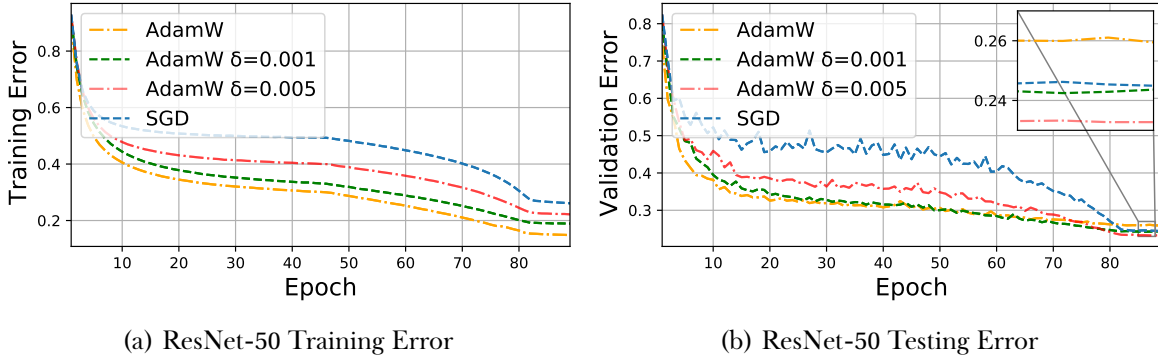 Training Error
0.8
0.6
0.4
0.2
AdamW
AdamW δ=0.001
AdamW δ=0.005
SGD
10 20 30 40 50 60 70 80
Epoch
(a) ResNet-50 Training Error
Validation Error
0.8
0.7
0.6
0.5
0.4
0.3
AdamW
AdamW δ=0.001
AdamW δ=0.005
SGD
0.26
0.24
10 20 30 40 50 60 70 80
Epoch
(b) ResNet-50 Testing Error